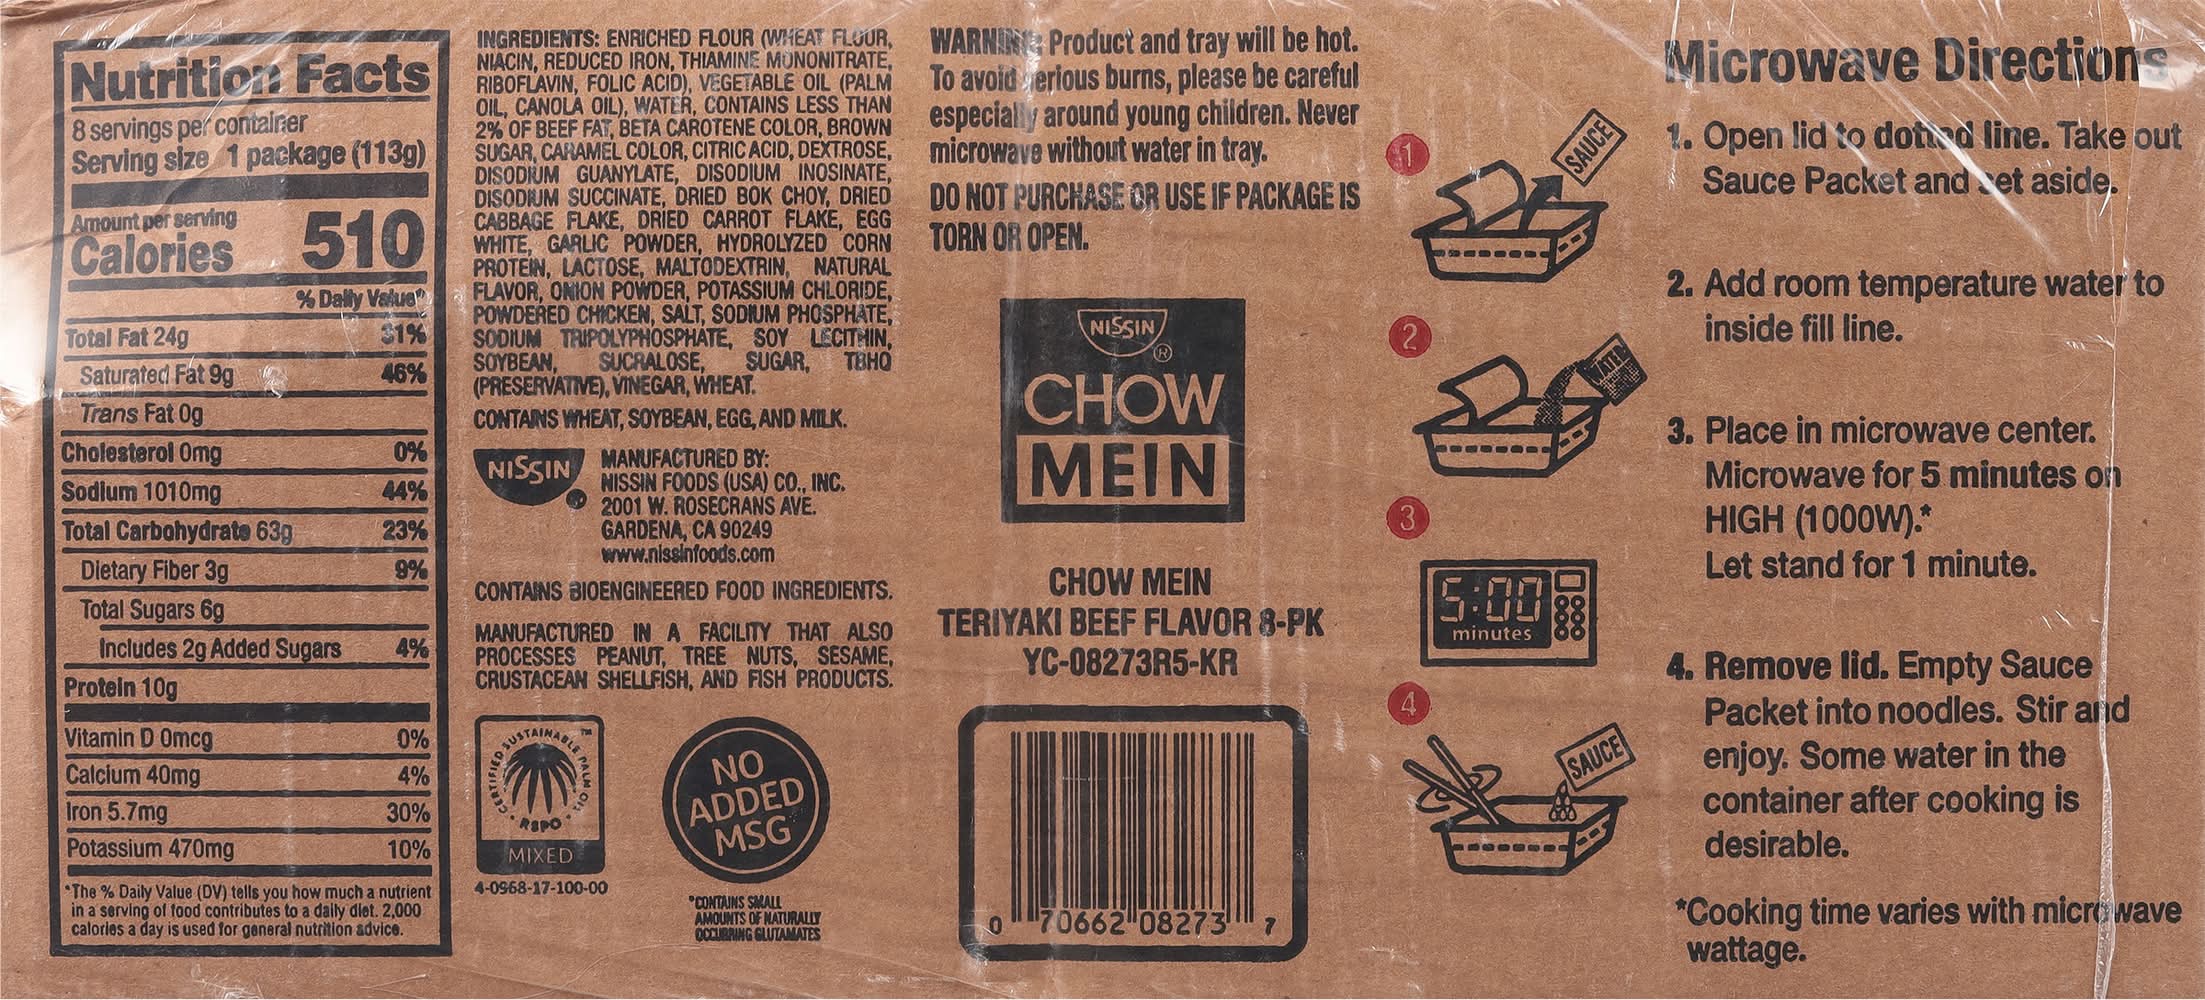 Nutrition Facts
8 servings per container
Serving size 1 package (113g)
Amount per serving
Calories 510
% Daily Value*
Total Fat 24g 31%
Saturated Fat 9g 46%
Trans Fat 0g
Cholesterol 0mg 0%
Sodium 1010mg 44%
Total Carbohydrate 63g 23%
Dietary Fiber 3g 9%
Total Sugars 6g
Includes 2g Added Sugars 4%
Protein 10g
Vitamin D 0mcg 0%
Calcium 40mg 4%
Iron 5.7mg 30%
Potassium 470mg 10%
*The % Daily Value (DV) tells you how much a nutrient
in a serving of food contributes to a daily diet. 2,000
calories a day is used for general nutrition advice.
INGREDIENTS: ENRICHED FLOUR (WHEAT FLOUR,
NIACIN, REDUCED IRON, THIAMINE MONONITRATE,
RIBOFLAVIN, FOLIC ACID), VEGETABLE OIL (PALM
OIL, CANOLA OIL), WATER, CONTAINS LESS THAN
2% OF BEEF FAT, BETA CAROTENE COLOR, BROWN
SUGAR, CARAMEL COLOR, CITRIC ACID, DEXTROSE,
DISODIUM GUANYLATE, DISODIUM INOSINATE,
DISODIUM SUCCINATE, DRIED BOK CHOY, DRIED
CABBAGE FLAKE, DRIED CARROT FLAKE, EGG
WHITE, GARLIC POWDER, HYDROLYZED CORN
PROTEIN, LACTOSE, MALTODEXTRIN, NATURAL
FLAVOR, ONION POWDER, POTASSIUM CHLORIDE,
POWDERED CHICKEN, SALT, SODIUM PHOSPHATE,
SODIUM TRIPOLYPHOSPHATE, SOY LECITHIN,
SOYBEAN, SUCRALOSE, SUGAR, TBHQ
(PRESERVATIVE), VINEGAR, WHEAT.
CONTAINS WHEAT, SOYBEAN, EGG, AND MILK.
NISSIN ®
MANUFACTURED BY:
NISSIN FOODS (USA) CO., INC.
2001 W. ROSECRANS AVE.
GARDENA, CA 90249
www.nissinfoods.com
CONTAINS BIOENGINEERED FOOD INGREDIENTS.
MANUFACTURED IN A FACILITY THAT ALSO
PROCESSES PEANUT, TREE NUTS, SESAME,
CRUSTACEAN SHELLFISH, AND FISH PRODUCTS.
CERTIFIED SUSTAINABLE PALM OIL
RSPO
MIXED
4-0968-17-100-00
NO
ADDED
MSG
*CONTAINS SMALL
AMOUNTS OF NATURALLY
OCCURRING GLUTAMATES
WARNING: Product and tray will be hot.
To avoid serious burns, please be careful
especially around young children. Never
microwave without water in tray.
DO NOT PURCHASE OR USE IF PACKAGE IS
TORN OR OPEN.
NISSIN ®
CHOW
MEIN
CHOW MEIN
TERIYAKI BEEF FLAVOR 8-PK
YC-08273R5-KR
0 70662 08273 7
1
SAUCE
2
WATER
3
5:00
minutes
4
SAUCE
Microwave Directions
1. Open lid to dotted line. Take out
Sauce Packet and set aside.
2. Add room temperature water to
inside fill line.
3. Place in microwave center.
Microwave for 5 minutes on
HIGH (1000W).*
Let stand for 1 minute.
4. Remove lid. Empty Sauce
Packet into noodles. Stir and
enjoy. Some water in the
container after cooking is
desirable.
*Cooking time varies with microwave
wattage.